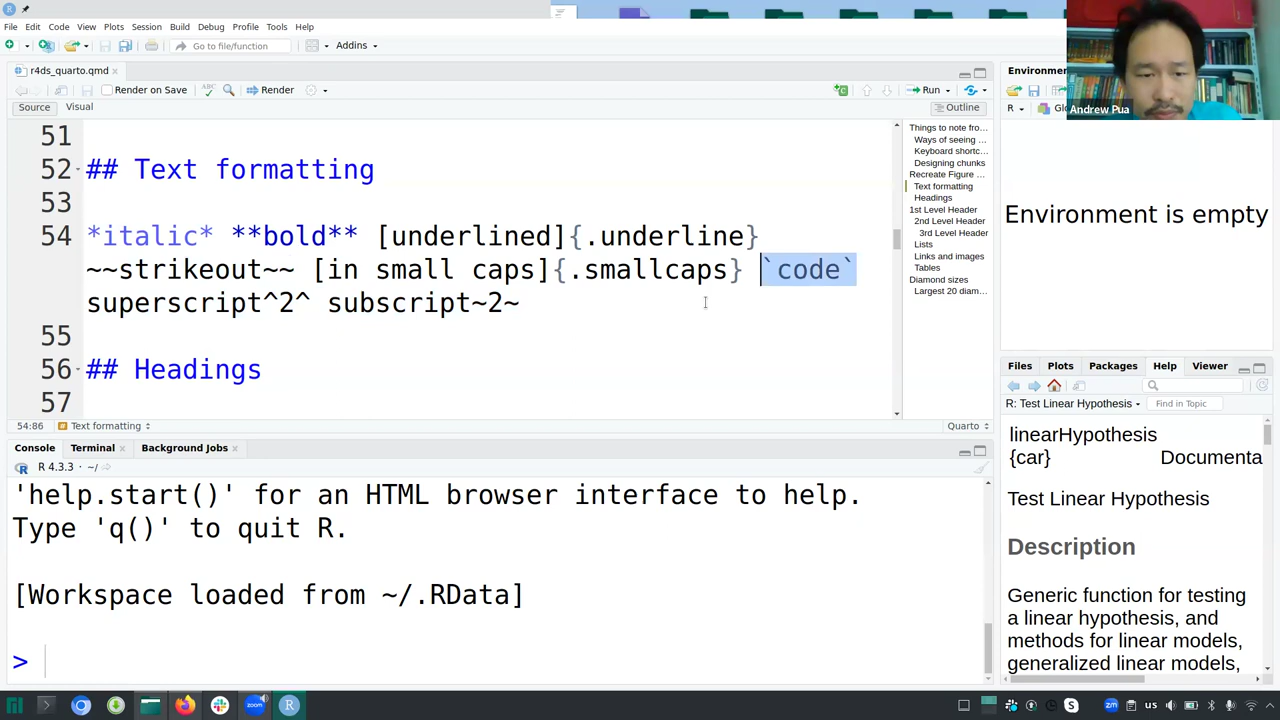 File Edit Code View Plots Session Build Debug Profile Tools Help
Go to file/function Addins
r4ds_quarto.qmd
Render on Save ABC Render Run
Source Visual Outline
51
52 ## Text formatting
53
54 *italic* **bold** [underlined]{.underline}
~~strikeout~~ [in small caps]{.smallcaps} `code`
superscript^2^ subscript~2~
55
56 ## Headings
57
54:86 Text formatting Quarto
Things to note fro...
Ways of seeing ...
Keyboard shortc...
Designing chunks
Recreate Figure ...
Text formatting
Headings
1st Level Header
2nd Level Header
3rd Level Header
Lists
Links and images
Tables
Diamond sizes
Largest 20 diam...
Console Terminal Background Jobs
R 4.3.3 · ~/
'help.start()' for an HTML browser interface to help.
Type 'q()' to quit R.
[Workspace loaded from ~/.RData]
>
Environmen
R
Andrew Pua
Environment is empty
Files Plots Packages Help Viewer
R: Test Linear Hypothesis Find in Topic
linearHypothesis
{car} Documenta
Test Linear Hypothesis
Description
Generic function for testing
a linear hypothesis, and
methods for linear models,
generalized linear models,
zoom zm us